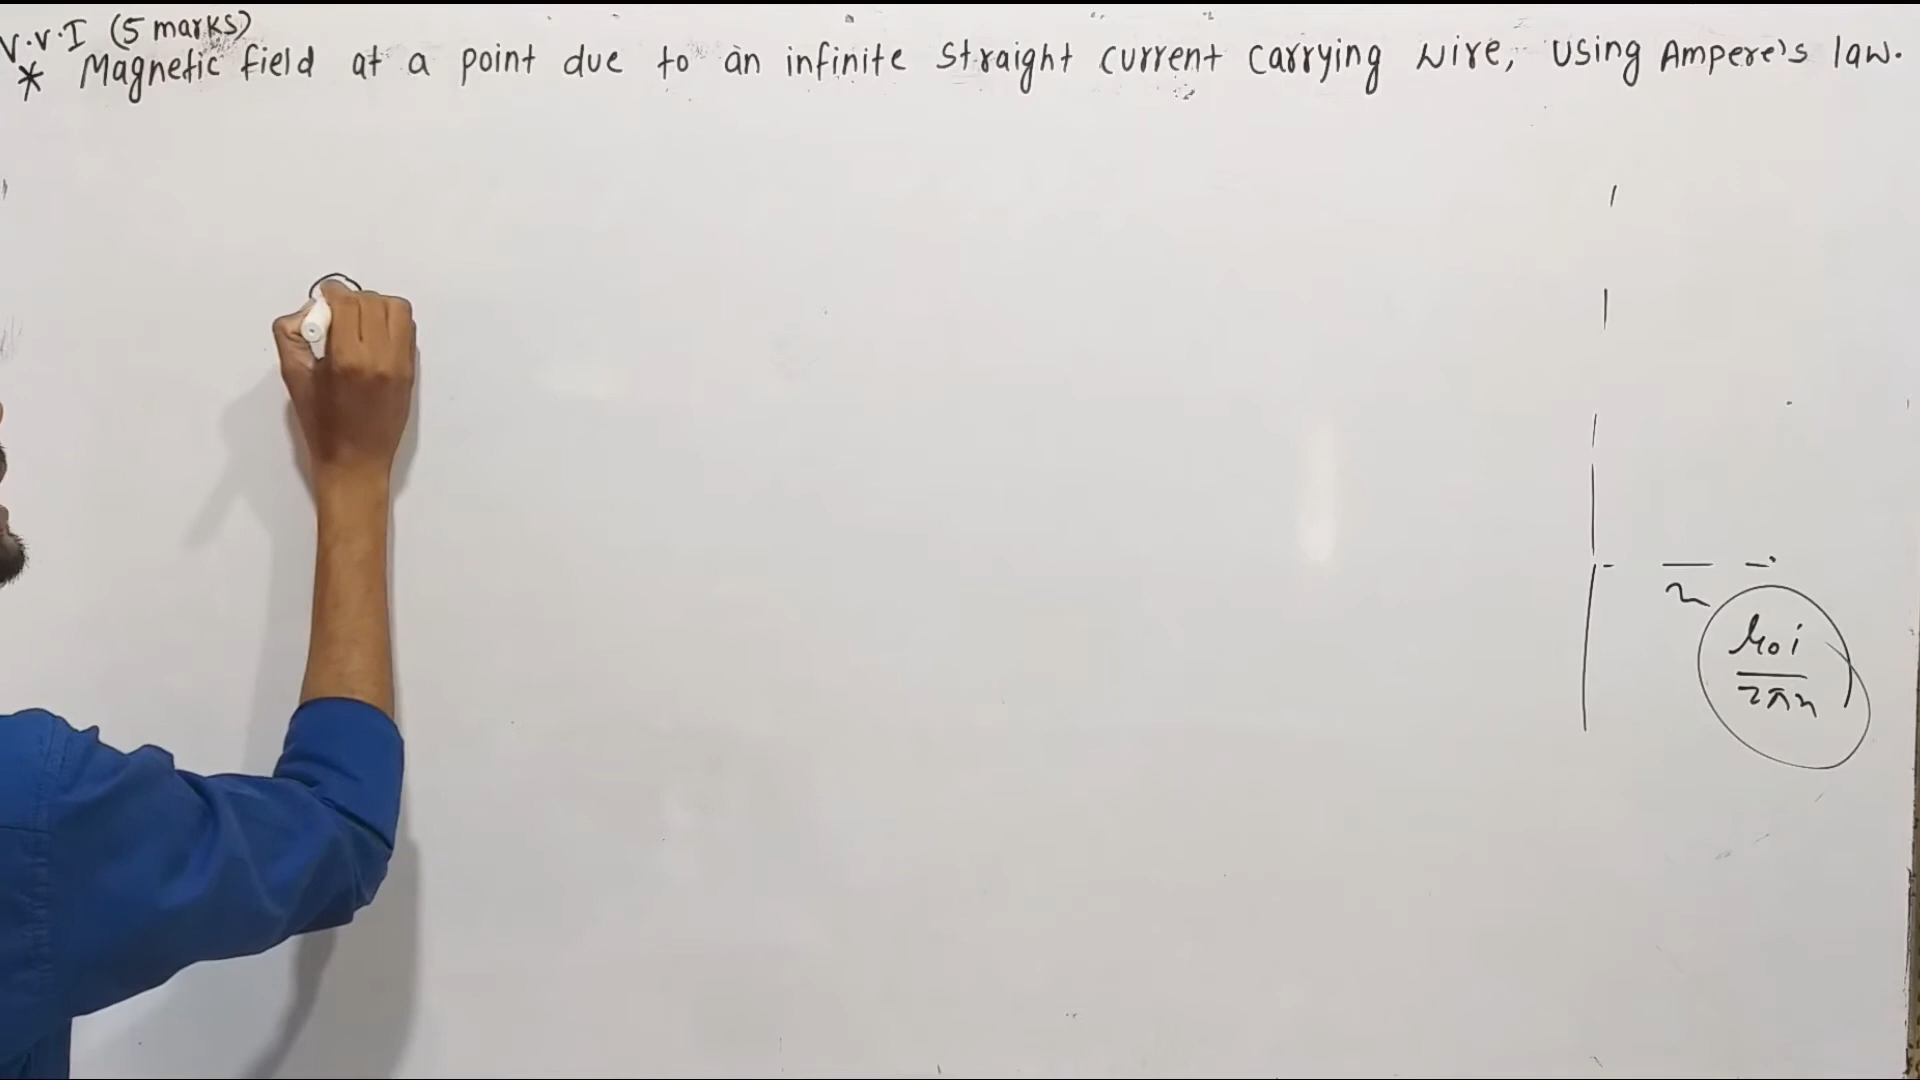 V.V.I (5 marks)
* Magnetic field at a point due to an infinite straight current carrying wire, using Ampere's law.
r
μ₀i
2πr